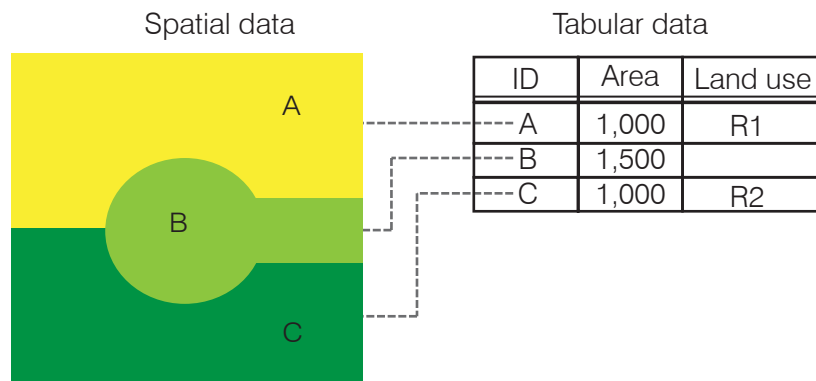 Spatial data
Tabular data
ID Area Land use
A
A 1,000 R1
B 1,500
B
C 1,000 R2
C